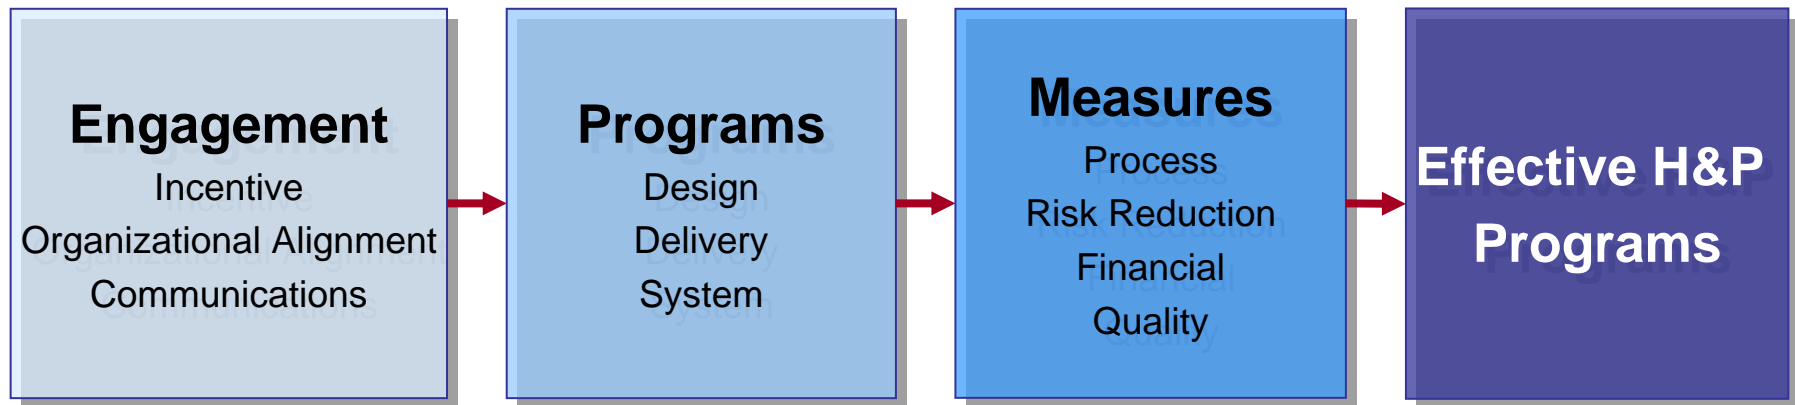 Engagement
Incentive
Organizational Alignment
Communications
Programs
Design
Delivery
System
Measures
Process
Risk Reduction
Financial
Quality
Effective H&P
Programs